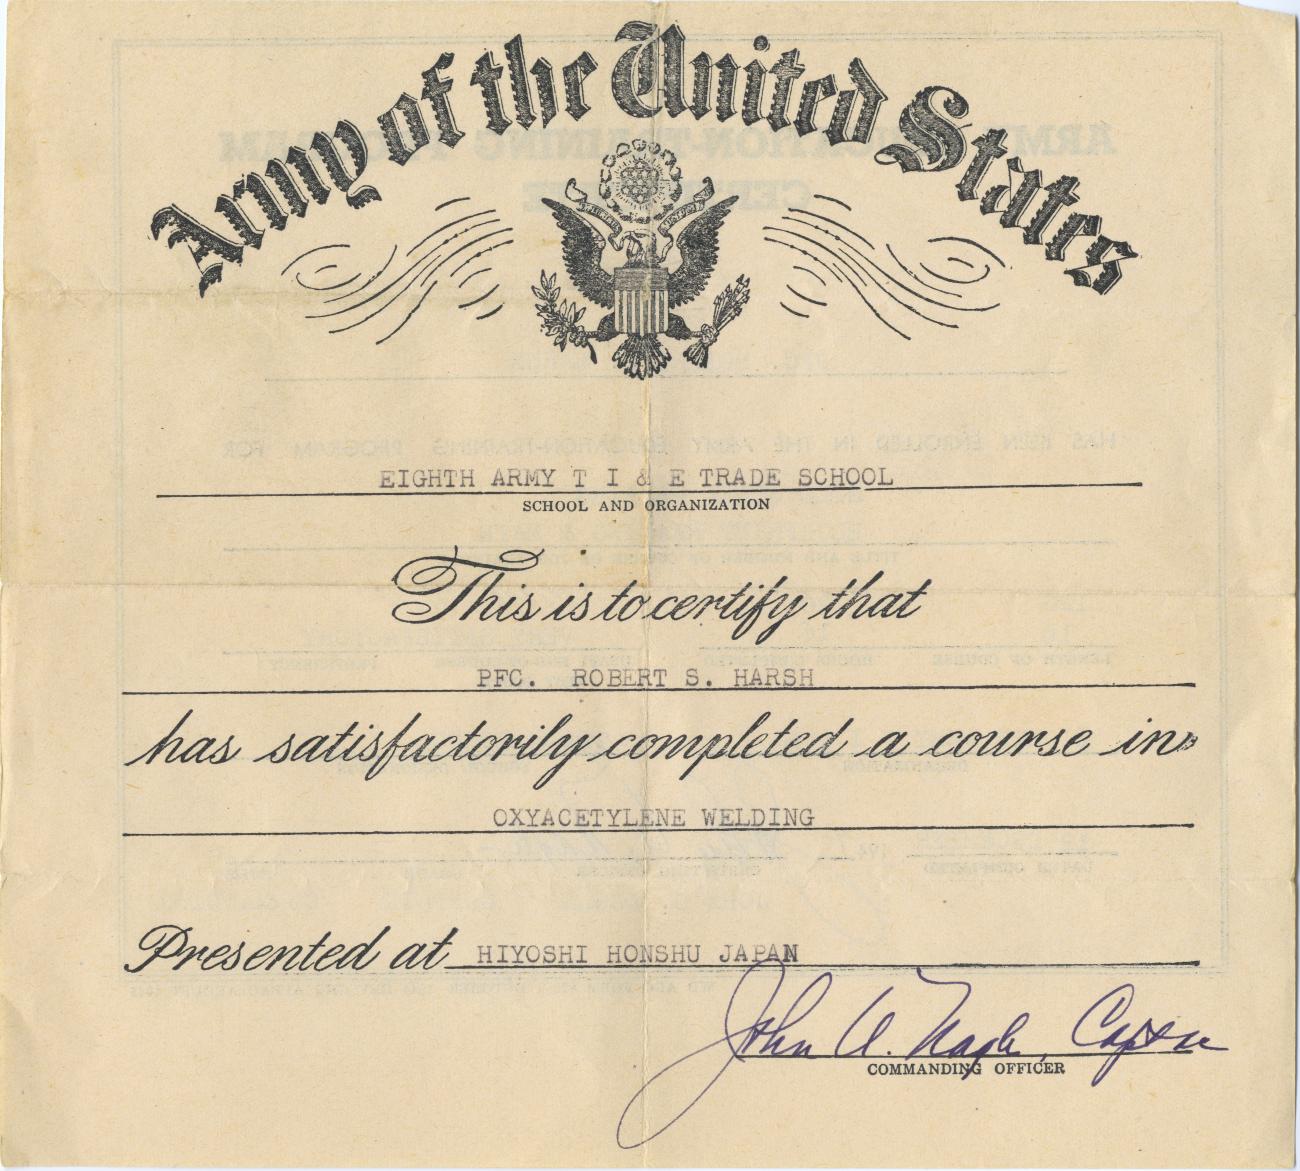 Army of the United States
EIGHTH ARMY T I & E TRADE SCHOOL
SCHOOL AND ORGANIZATION
This is to certify that
PFC. ROBERT S. HARSH
has satisfactorily completed a course in
OXYACETYLENE WELDING
Presented at HIYOSHI HONSHU JAPAN
John
COMMANDING OFFICER